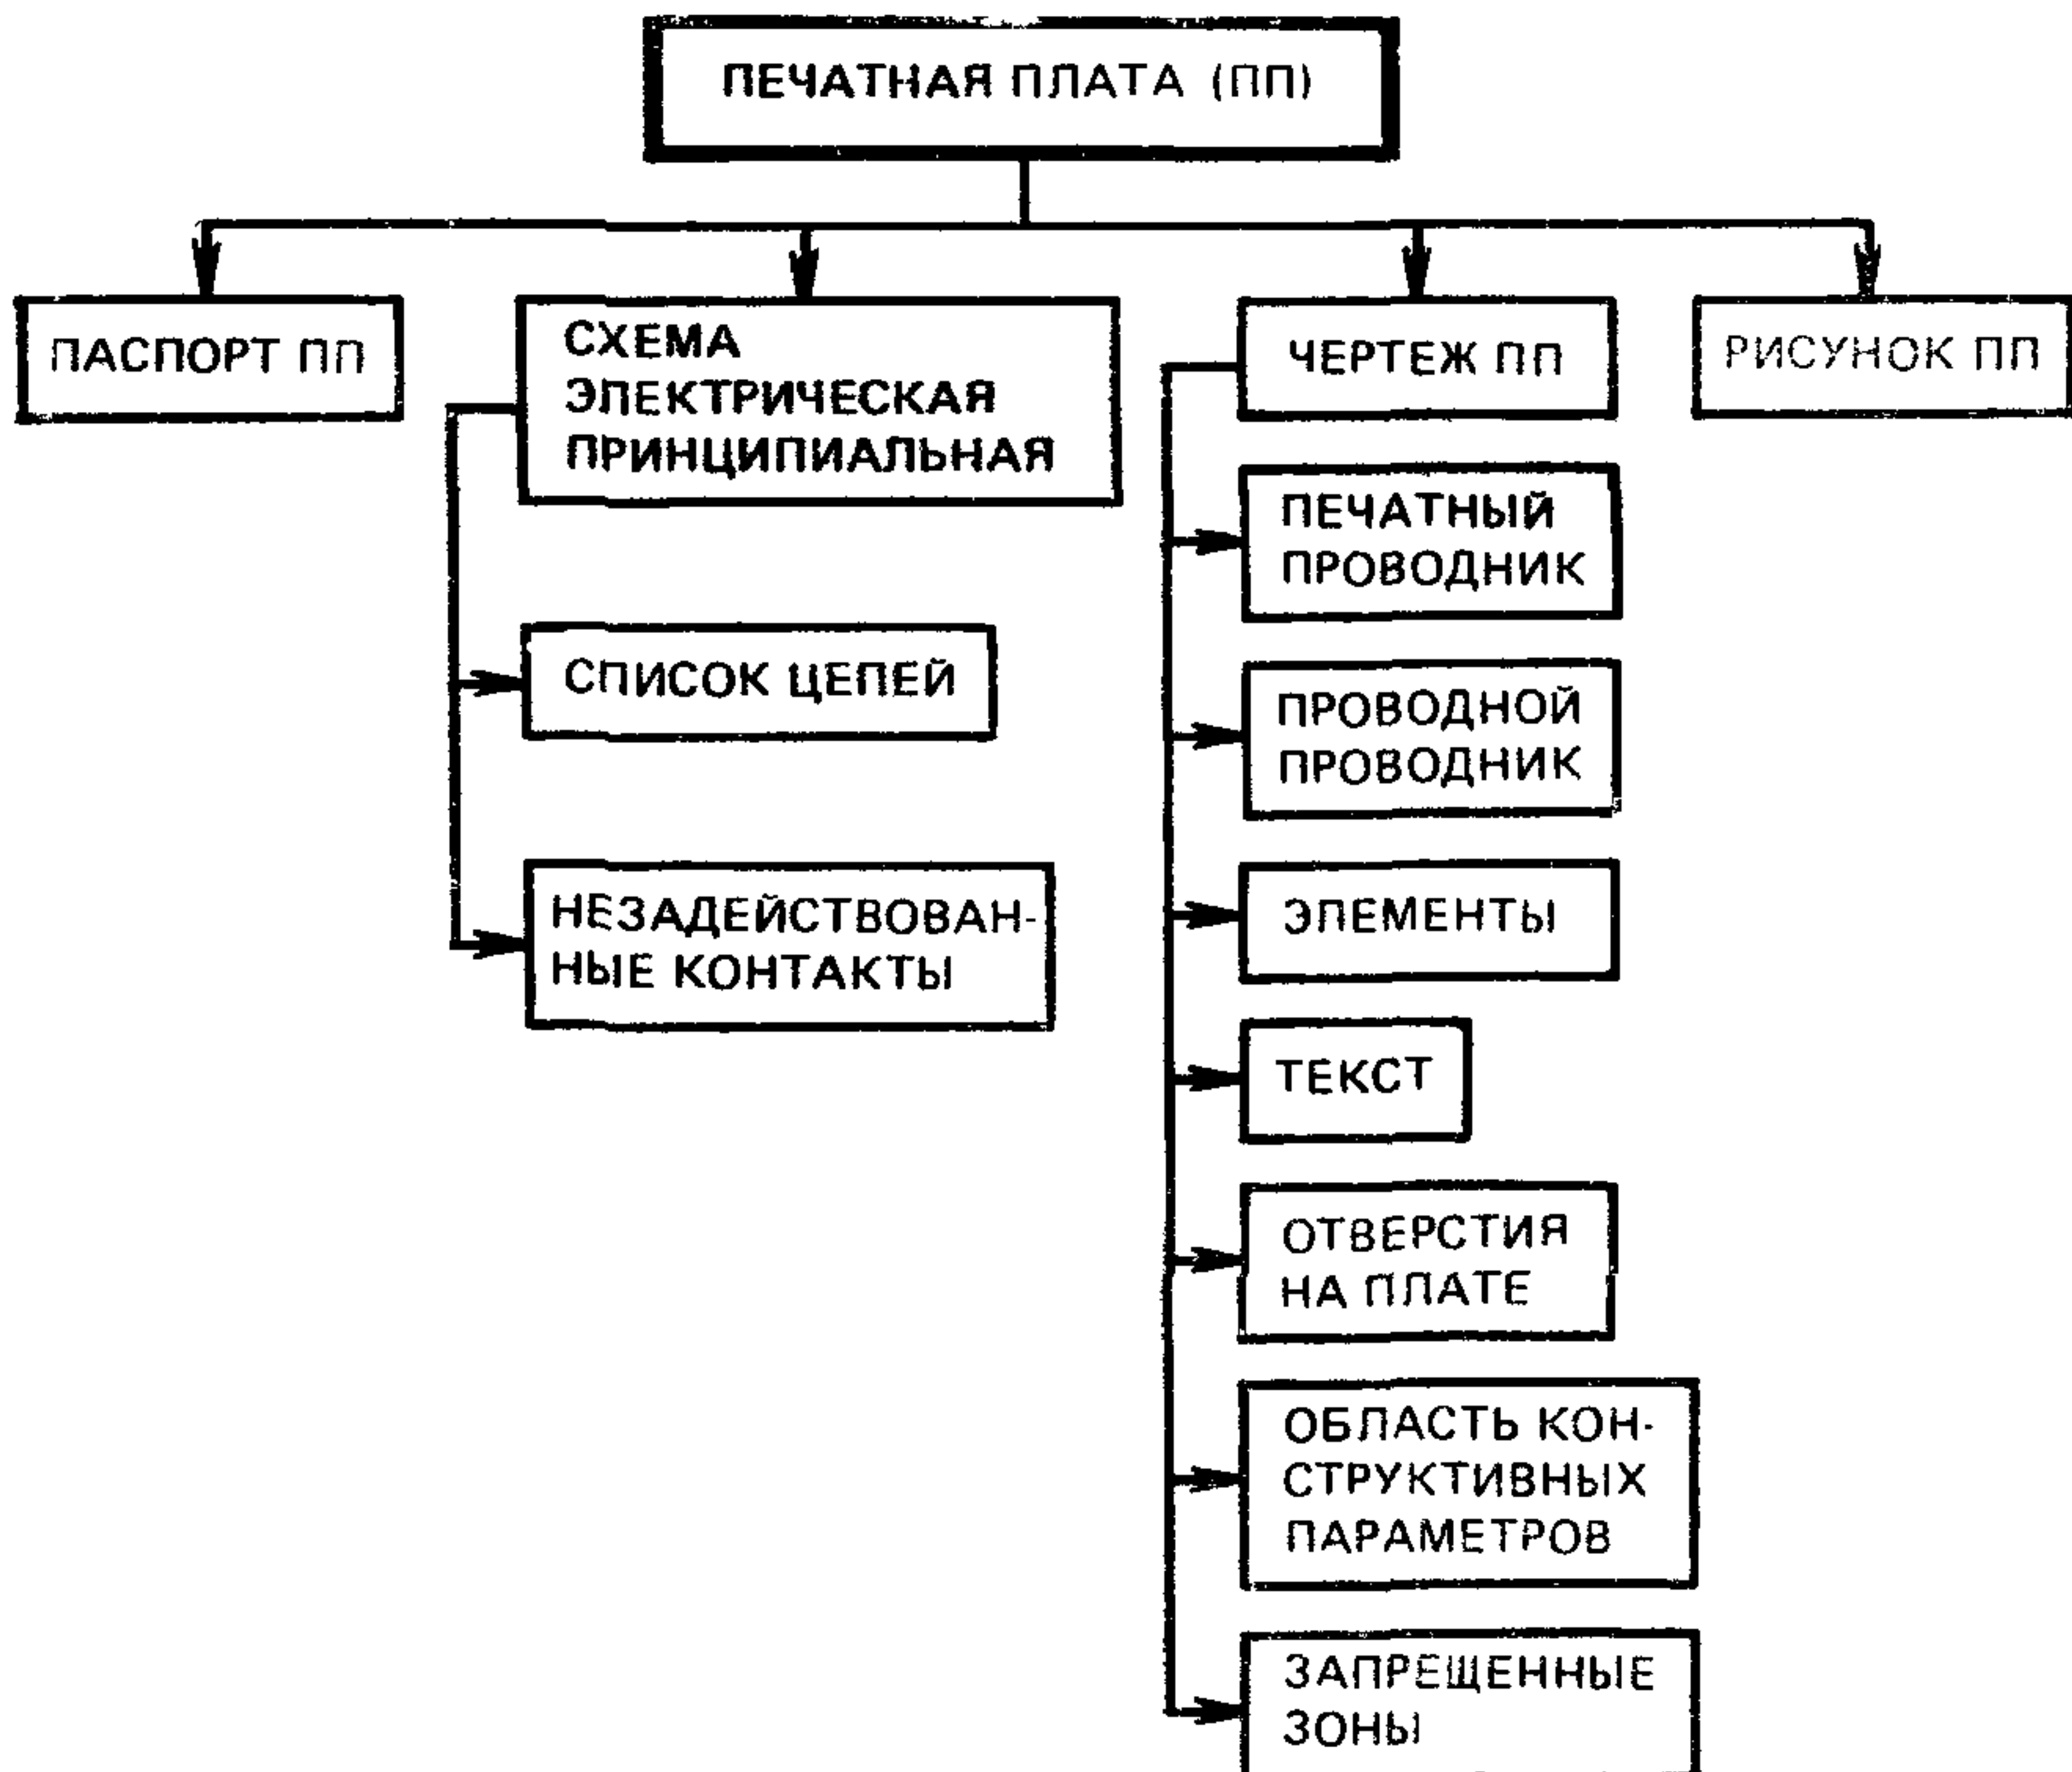 ПЕЧАТНАЯ ПЛАТА (ПП)
ПАСПОРТ ПП
СХЕМА
ЭЛЕКТРИЧЕСКАЯ
ПРИНЦИПИАЛЬНАЯ
СПИСОК ЦЕПЕЙ
НЕЗАДЕЙСТВОВАН-
НЫЕ КОНТАКТЫ
ЧЕРТЕЖ ПП
ПЕЧАТНЫЙ
ПРОВОДНИК
ПРОВОДНОЙ
ПРОВОДНИК
ЭЛЕМЕНТЫ
ТЕКСТ
ОТВЕРСТИЯ
НА ПЛАТЕ
ОБЛАСТЬ КОН-
СТРУКТИВНЫХ
ПАРАМЕТРОВ
ЗАПРЕЩЕННЫЕ
ЗОНЫ
РИСУНОК ПП